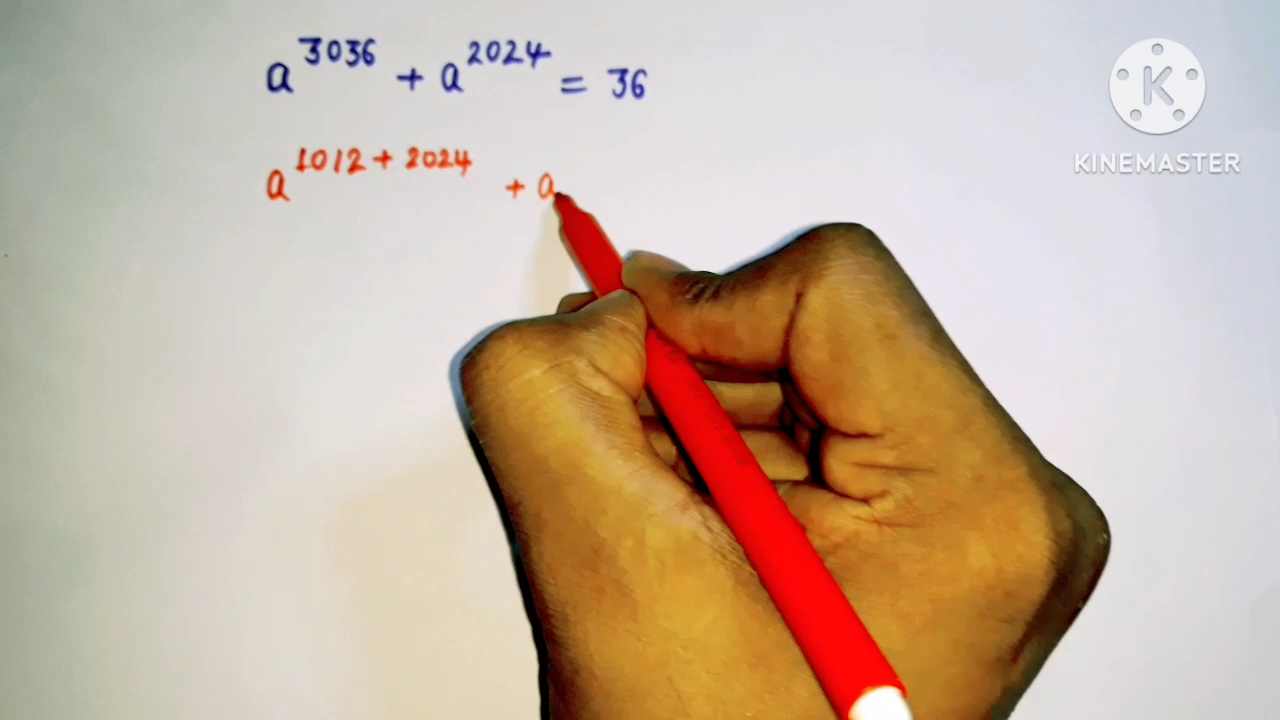 a^3036 + a^2024 = 36
KINEMASTER
a^1012 + 2024 + a